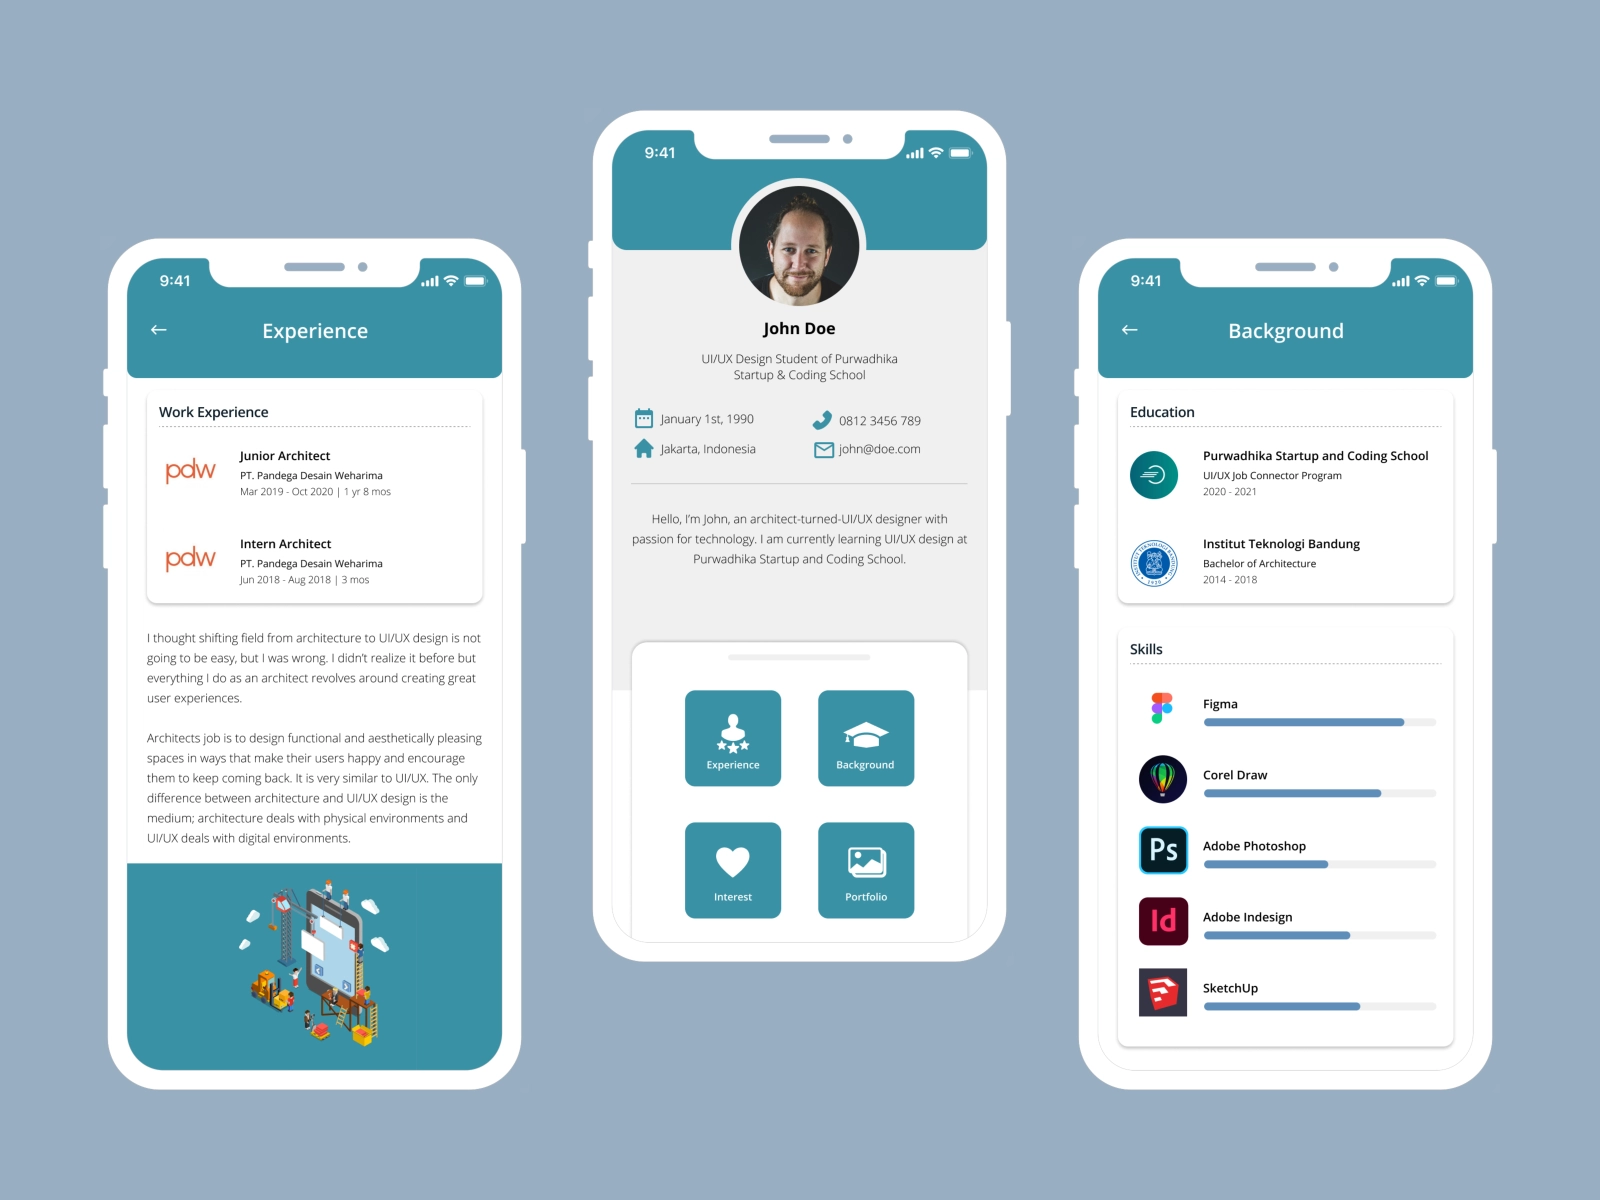 9:41
Experience
Work Experience
pdw
Junior Architect
PT. Pandega Desain Weharima
Mar 2019 - Oct 2020 | 1 yr 8 mos
pdw
Intern Architect
PT. Pandega Desain Weharima
Jun 2018 - Aug 2018 | 3 mos
I thought shifting field from architecture to UI/UX design is not
going to be easy, but I was wrong. I didn't realize it before but
everything I do as an architect revolves around creating great
user experiences.
Architects job is to design functional and aesthetically pleasing
spaces in ways that make their users happy and encourage
them to keep coming back. It is very similar to UI/UX. The only
difference between architecture and UI/UX design is the
medium; architecture deals with physical environments and
UI/UX deals with digital environments.
9:41
John Doe
UI/UX Design Student of Purwadhika
Startup & Coding School
January 1st, 1990
0812 3456 789
Jakarta, Indonesia
john@doe.com
Hello, I'm John, an architect-turned-UI/UX designer with
passion for technology. I am currently learning UI/UX design at
Purwadhika Startup and Coding School.
Experience
Background
Interest
Portfolio
9:41
Background
Education
Purwadhika Startup and Coding School
UI/UX Job Connector Program
2020 - 2021
INSTITUT TEKNOLOGI BANDUNG
1920
Institut Teknologi Bandung
Bachelor of Architecture
2014 - 2018
Skills
Figma
Corel Draw
Ps
Adobe Photoshop
Id
Adobe Indesign
SketchUp